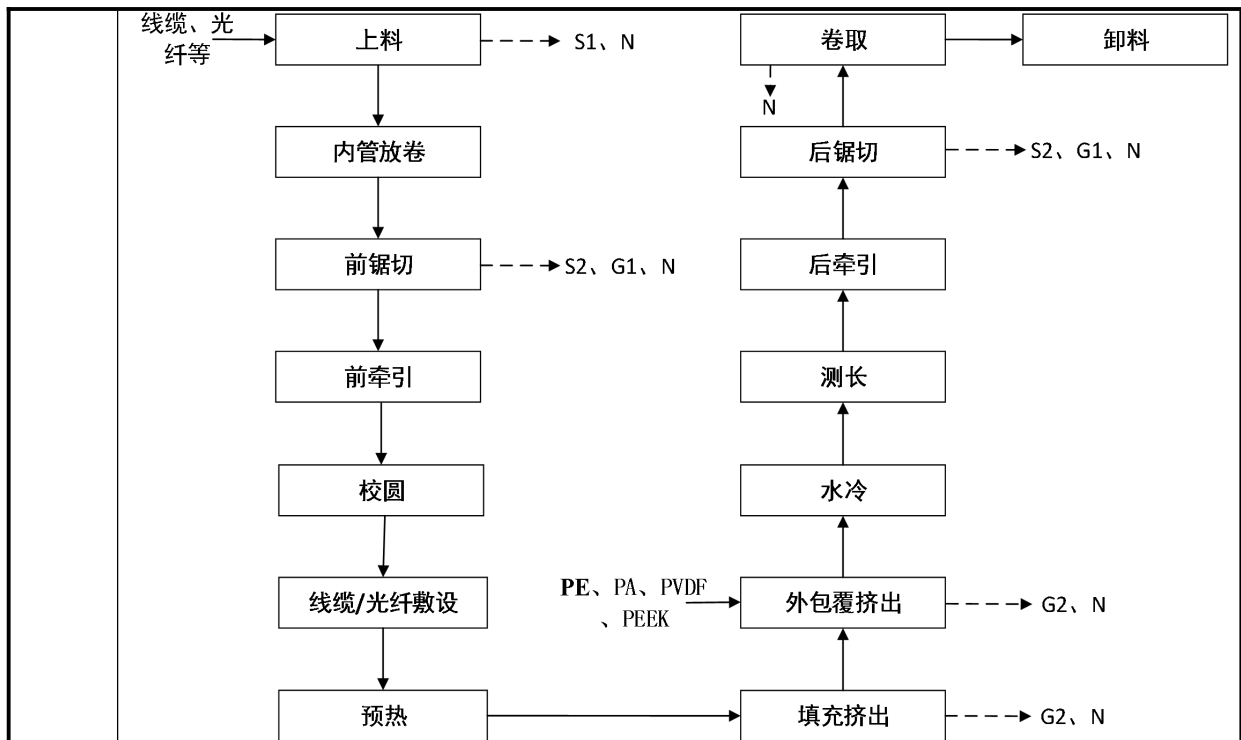 线缆、光
纤等
上料
S1、N
内管放卷
前锯切
S2、G1、N
前牵引
校圆
线缆/光纤敷设
预热
填充挤出
G2、N
PE、PA、PVDF
、PEEK
外包覆挤出
G2、N
水冷
测长
后牵引
后锯切
S2、G1、N
卷取
N
卸料